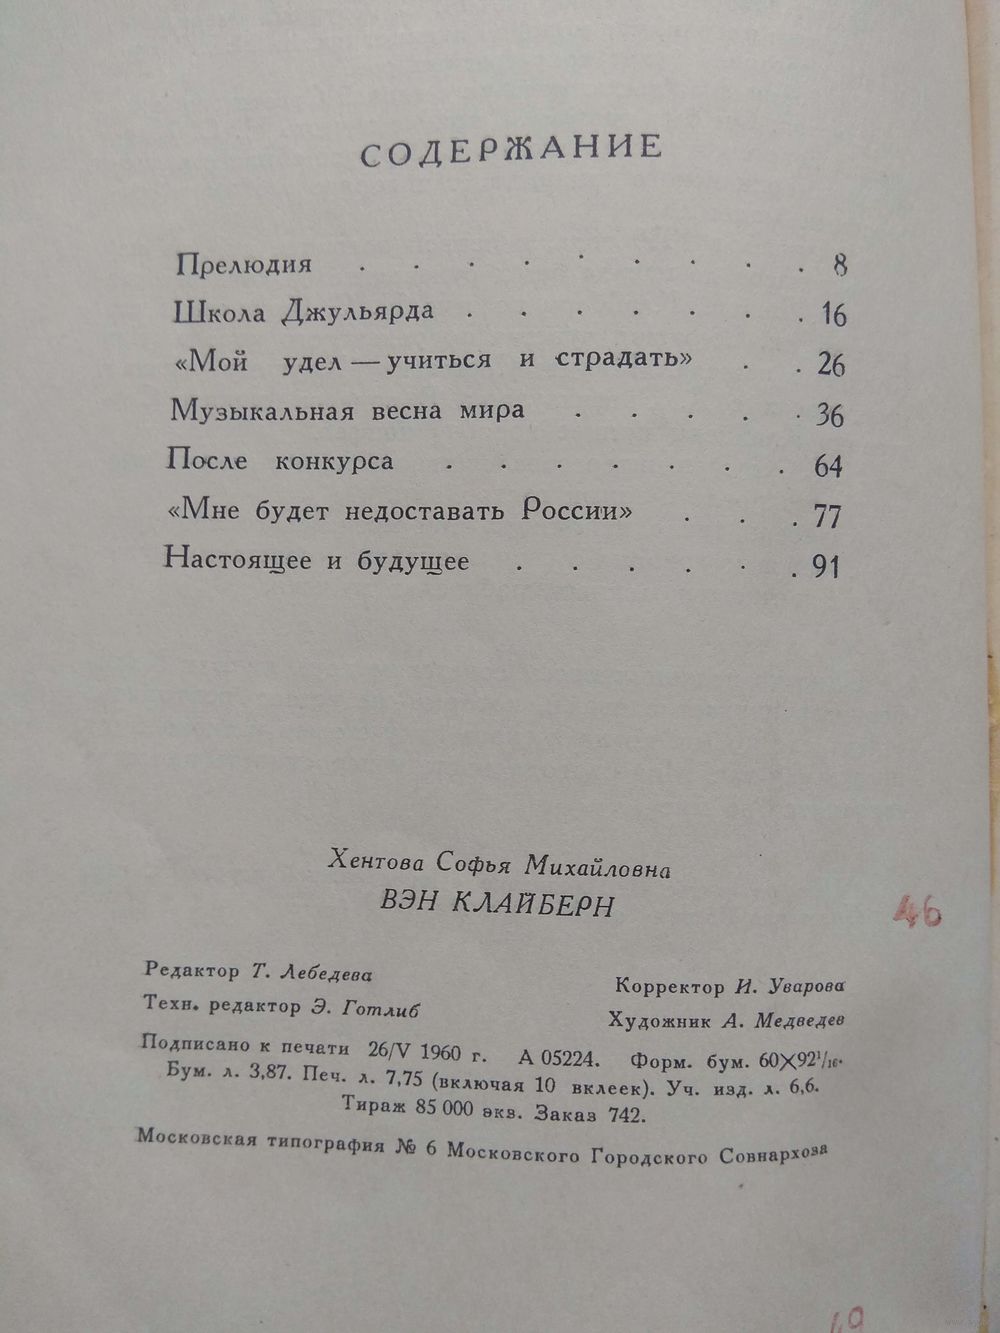 СОДЕРЖАНИЕ
Прелюдия . . . . . . . . . 8
Школа Джульярда . . . . . . . 16
«Мой удел — учиться и страдать» . . 26
Музыкальная весна мира . . . . . 36
После конкурса . . . . . . . 64
«Мне будет недоставать России» . . . 77
Настоящее и будущее . . . . . . 91
Хентова Софья Михайловна
ВЭН КЛАЙБЕРН
46
Редактор Т. Лебедева Корректор И. Уварова
Техн. редактор Э. Готлиб Художник А. Медведев
Подписано к печати 26/V 1960 г. А 05224. Форм. бум. 60X92¹/₁₆.
Бум. л. 3,87. Печ. л. 7,75 (включая 10 вклеек). Уч. изд. л. 6,6.
Тираж 85 000 экз. Заказ 742.
Московская типография № 6 Московского Городского Совнархоза
49